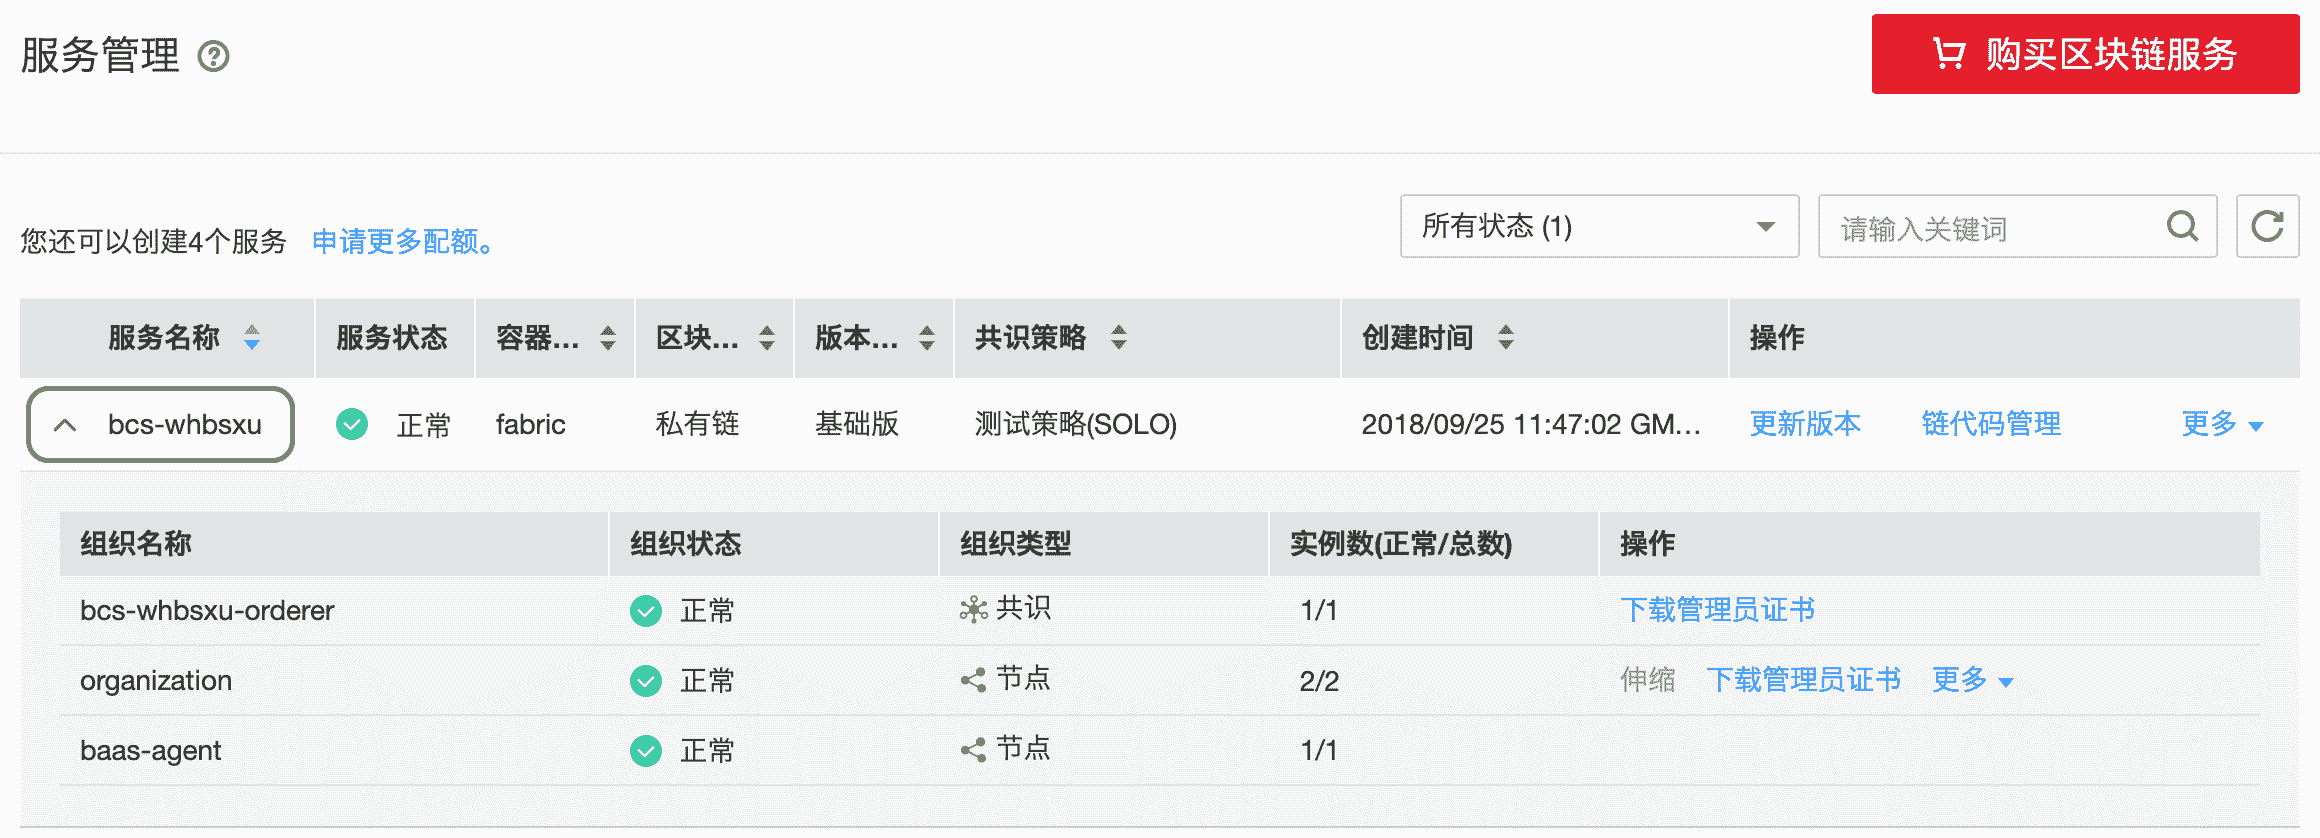 服务管理 ?
购买区块链服务
您还可以创建4个服务 申请更多配额。
所有状态 (1)
请输入关键词
服务名称 服务状态 容器... 区块... 版本... 共识策略 创建时间 操作
bcs-whbsxu 正常 fabric 私有链 基础版 测试策略(SOLO) 2018/09/25 11:47:02 GM... 更新版本 链代码管理 更多
组织名称 组织状态 组织类型 实例数(正常/总数) 操作
bcs-whbsxu-orderer 正常 共识 1/1 下载管理员证书
organization 正常 节点 2/2 伸缩 下载管理员证书 更多
baas-agent 正常 节点 1/1